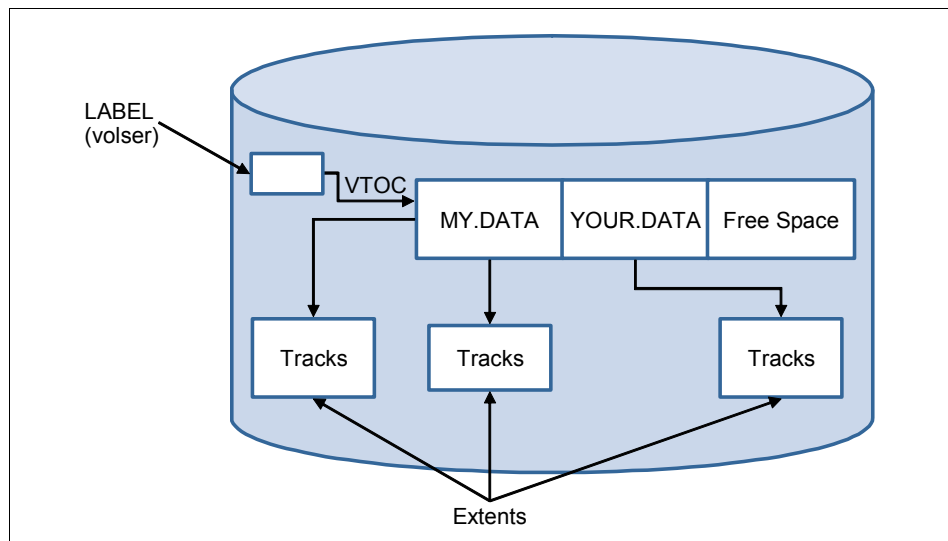 LABEL
(volser)
VTOC
MY.DATA
YOUR.DATA
Free Space
Tracks
Tracks
Tracks
Extents